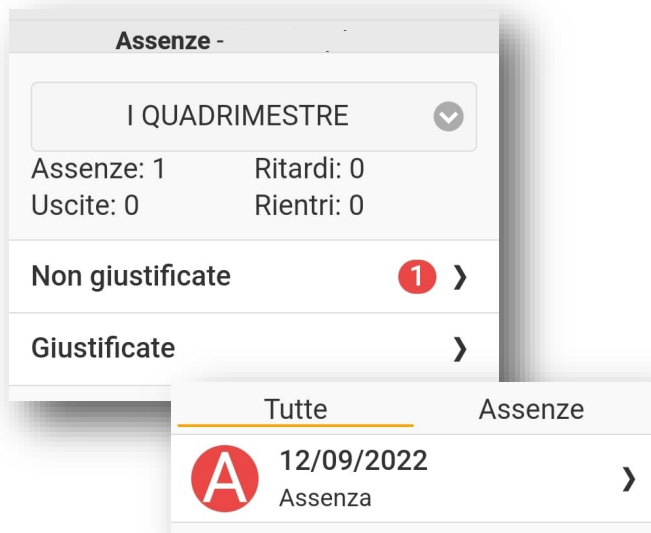 Assenze -
I QUADRIMESTRE
Assenze: 1 Ritardi: 0
Uscite: 0 Rientri: 0
Non giustificate 1
Giustificate
Tutte Assenze
A 12/09/2022
Assenza